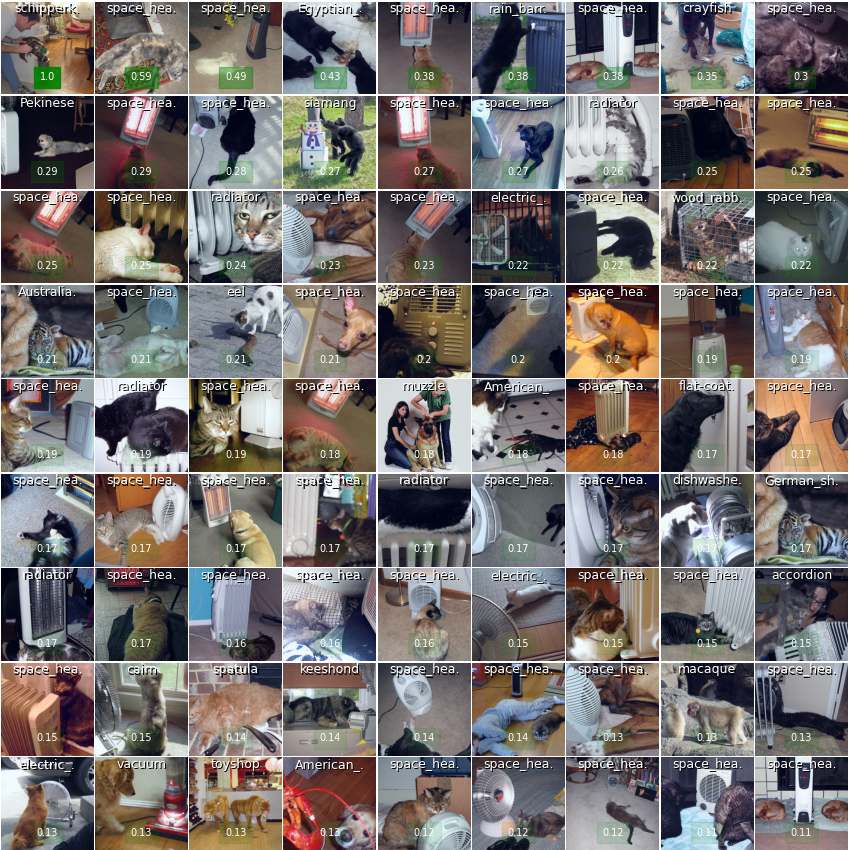 schipperk. space_hea. space_hea. Egyptian_. space_hea. rain_barr. space_hea. crayfish space_hea.
1.0 0.59 0.49 0.43 0.38 0.38 0.38 0.35 0.3
Pekinese space_hea. space_hea. siamang space_hea. space_hea. radiator space_hea. space_hea.
0.29 0.29 0.28 0.27 0.27 0.27 0.26 0.25 0.25
space_hea. space_hea. radiator space_hea. space_hea. electric_. space_hea. wood_rabb. space_hea.
0.25 0.25 0.24 0.23 0.23 0.22 0.22 0.22 0.22
Australia. space_hea. eel space_hea. space_hea. space_hea. space_hea. space_hea. space_hea.
0.21 0.21 0.21 0.21 0.2 0.2 0.2 0.19 0.19
space_hea. radiator space_hea. space_hea. muzzle American_. space_hea. flat-coat. space_hea.
0.19 0.19 0.19 0.18 0.18 0.18 0.18 0.17 0.17
space_hea. space_hea. space_hea. space_hea. radiator space_hea. space_hea. dishwashe. German_sh.
0.17 0.17 0.17 0.17 0.17 0.17 0.17 0.17 0.17
radiator space_hea. space_hea. space_hea. space_hea. electric_. space_hea. space_hea. accordion
0.17 0.17 0.16 0.16 0.16 0.15 0.15 0.15 0.15
space_hea. cairn spatula keeshond space_hea. space_hea. space_hea. macaque space_hea.
0.15 0.15 0.14 0.14 0.14 0.14 0.13 0.13 0.13
electric_. vacuum toyshop American_. space_hea. space_hea. space_hea. space_hea. space_hea.
0.13 0.13 0.13 0.13 0.12 0.12 0.12 0.11 0.11